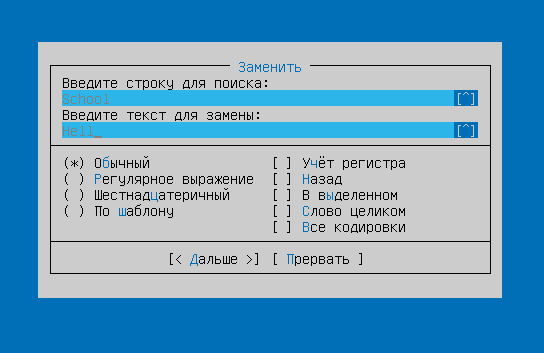 Заменить
Введите строку для поиска:
School [^]
Введите текст для замены:
Hell_ [^]
(*) Обычный [ ] Учёт регистра
( ) Регулярное выражение [ ] Назад
( ) Шестнадцатеричный [ ] В выделенном
( ) По шаблону [ ] Слово целиком
[ ] Все кодировки
[< Дальше >] [ Прервать ]